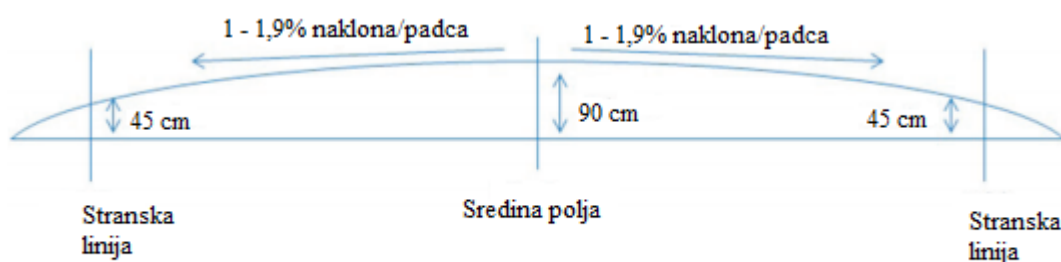 1 - 1,9% naklona/padca
1 - 1,9% naklona/padca
45 cm
90 cm
45 cm
Stranska
linija
Sredina polja
Stranska
linija